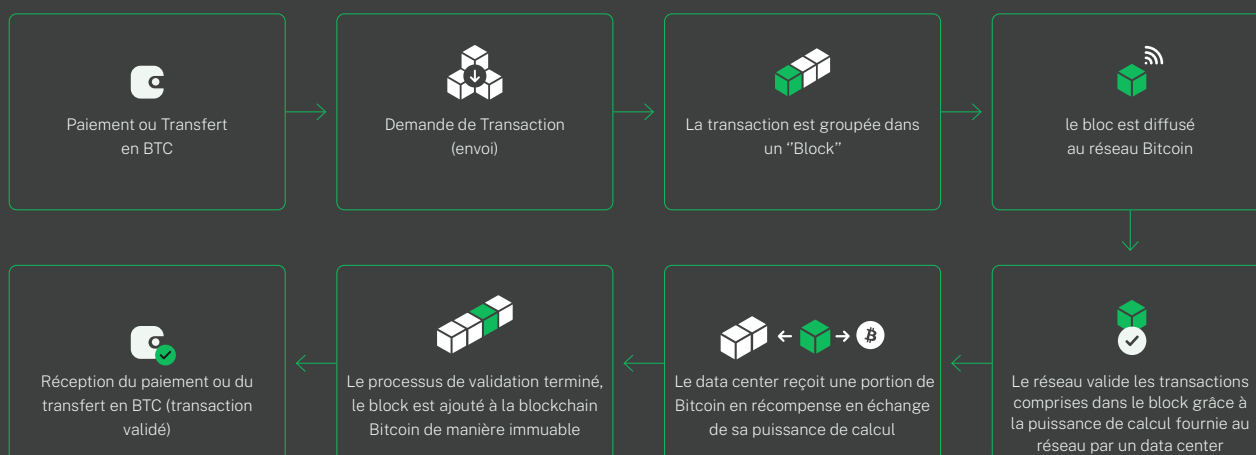 Paiement ou Transfert
en BTC
Demande de Transaction
(envoi)
La transaction est groupée dans
un ‘’Block’’
le bloc est diffusé
au réseau Bitcoin
Le réseau valide les transactions
comprises dans le block grâce à
la puissance de calcul fournie au
réseau par un data center
Le data center reçoit une portion de
Bitcoin en récompense en échange
de sa puissance de calcul
Le processus de validation terminé,
le block est ajouté à la blockchain
Bitcoin de manière immuable
Réception du paiement ou du
transfert en BTC (transaction
validé)